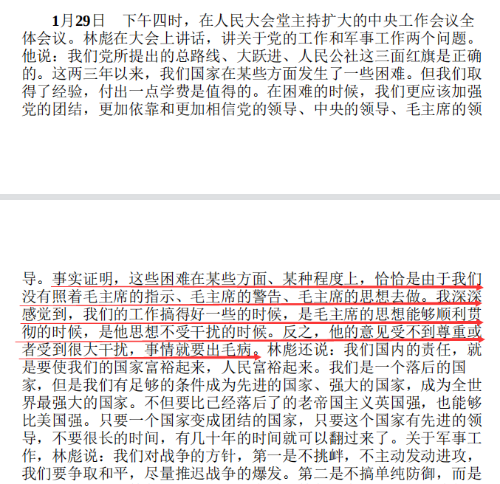 1月29日　下午四时，在人民大会堂主持扩大的中央工作会议全
体会议。林彪在大会上讲话，讲关于党的工作和军事工作两个问题。
他说：我们党所提出的总路线、大跃进、人民公社这三面红旗是正确
的。这两三年以来，我们国家在某些方面发生了一些困难。但我们取
得了经验，付出一点学费是值得的。在困难的时候，我们更应该加强
党的团结，更加依靠和更加相信党的领导、中央的领导、毛主席的领
导。事实证明，这些困难在某些方面、某种程度上，恰恰是由于我们
没有照着毛主席的指示、毛主席的警告、毛主席的思想去做。我深深
感觉到，我们的工作搞得好一些的时候，是毛主席的思想能够顺利贯
彻的时候，是他思想不受干扰的时候。反之，他的意见受不到尊重或
者受到很大干扰，事情就要出毛病。林彪还说：我们国内的责任，就
是要使我们的国家富裕起来，人民富裕起来。我们是一个落后的国
家，但是我们有足够的条件成为先进的国家、强大的国家，成为全世
界最强大的国家。不但要比已经落后了的老帝国主义英国强，也能够
比美国强。只要一个国家变成团结的国家，只要这个国家有先进的领
导，不要很长的时间，有几十年的时间就可以翻过来了。关于军事工
作，林彪说：我们对战争的方针，第一是不挑衅，不主动发动进攻，
我们要争取和平，尽量推迟战争的爆发。第二是不搞单纯防御，而是